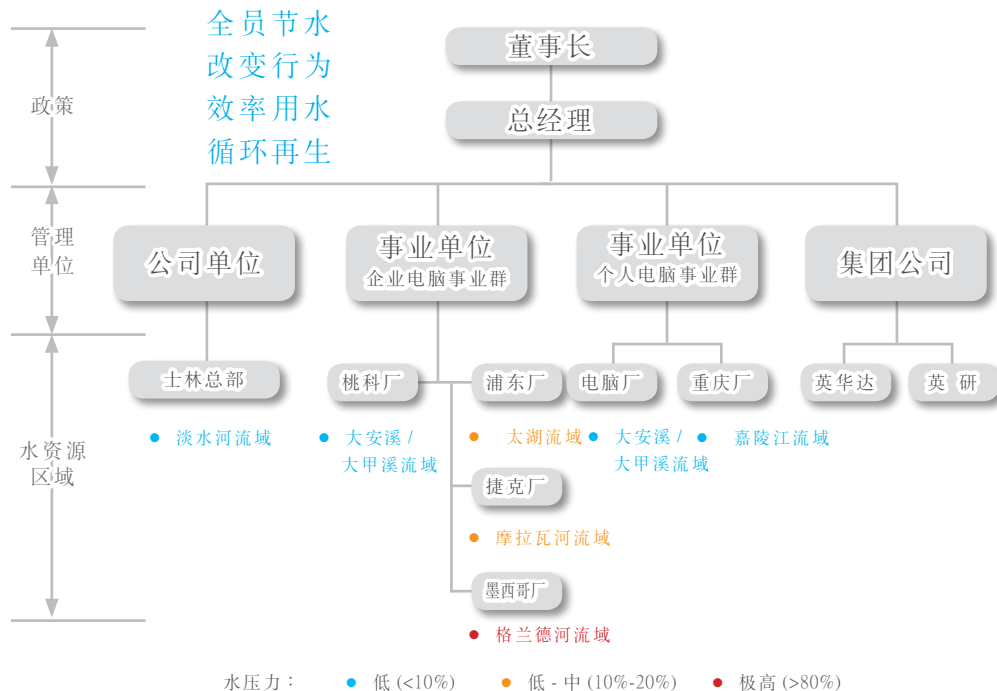 全员节水
改变行为
效率用水
循环再生
董事长
总经理
政策
管理
单位
公司单位
事业单位
企业电脑事业群
事业单位
个人电脑事业群
集团公司
水资源
区域
士林总部
桃科厂
浦东厂
电脑厂
重庆厂
英华达
英研
淡水河流域
大安溪 /
大甲溪流域
太湖流域
大安溪 /
大甲溪流域
嘉陵江流域
捷克厂
摩拉瓦河流域
墨西哥厂
格兰德河流域
水压力： 低 (<10%) 低 - 中 (10%-20%) 极高 (>80%)